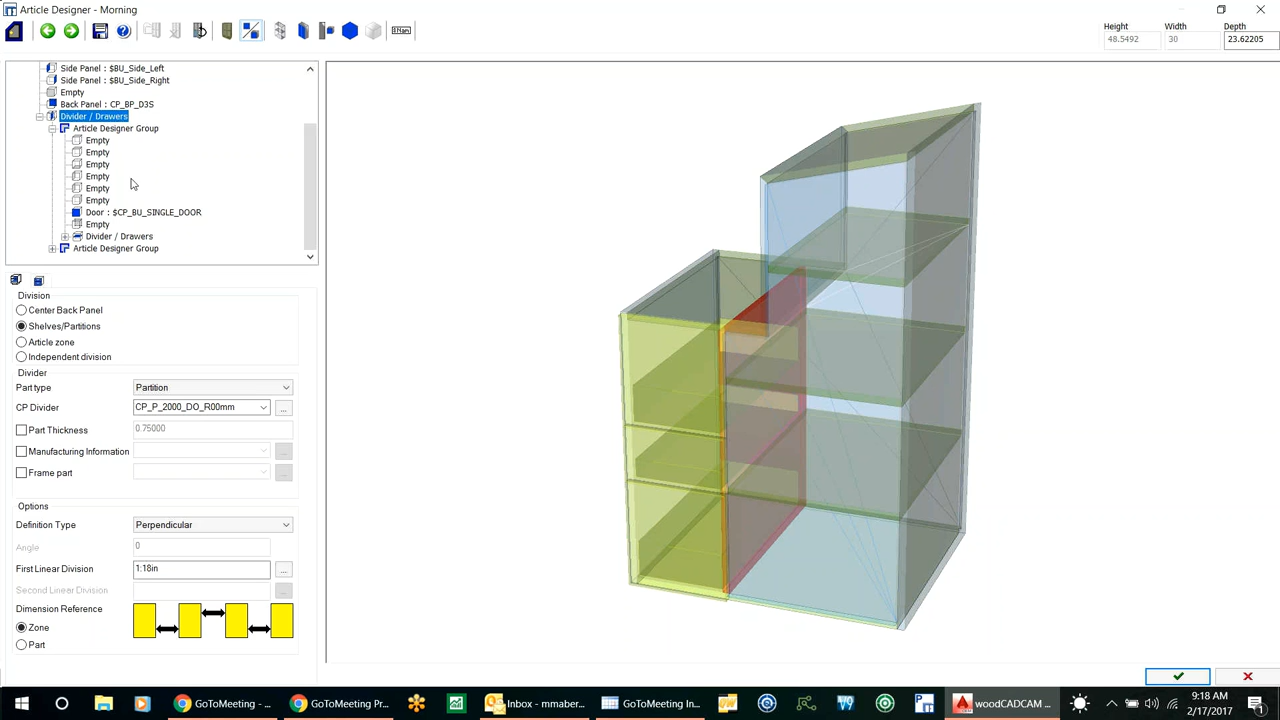 Article Designer - Morning
Height
Width
Depth
48.5492
30
23.62205
Side Panel : $BU_Side_Left
Side Panel : $BU_Side_Right
Empty
Back Panel : CP_BP_D3S
Divider / Drawers
Article Designer Group
Empty
Empty
Empty
Empty
Empty
Empty
Door : $CP_BU_SINGLE_DOOR
Empty
Divider / Drawers
Article Designer Group
Division
Center Back Panel
Shelves/Partitions
Article zone
Independent division
Divider
Part type
Partition
CP Divider
CP_P_2000_DO_R00mm
...
Part Thickness
0.75000
Manufacturing Information
...
Frame part
...
Options
Definition Type
Perpendicular
Angle
0
First Linear Division
1:18in
...
Second Linear Division
...
Dimension Reference
Zone
Part
GoToMeeting - ...
GoToMeeting Pr...
Inbox - mmaber...
GoToMeeting In...
woodCADCAM ...
9:18 AM
2/17/2017